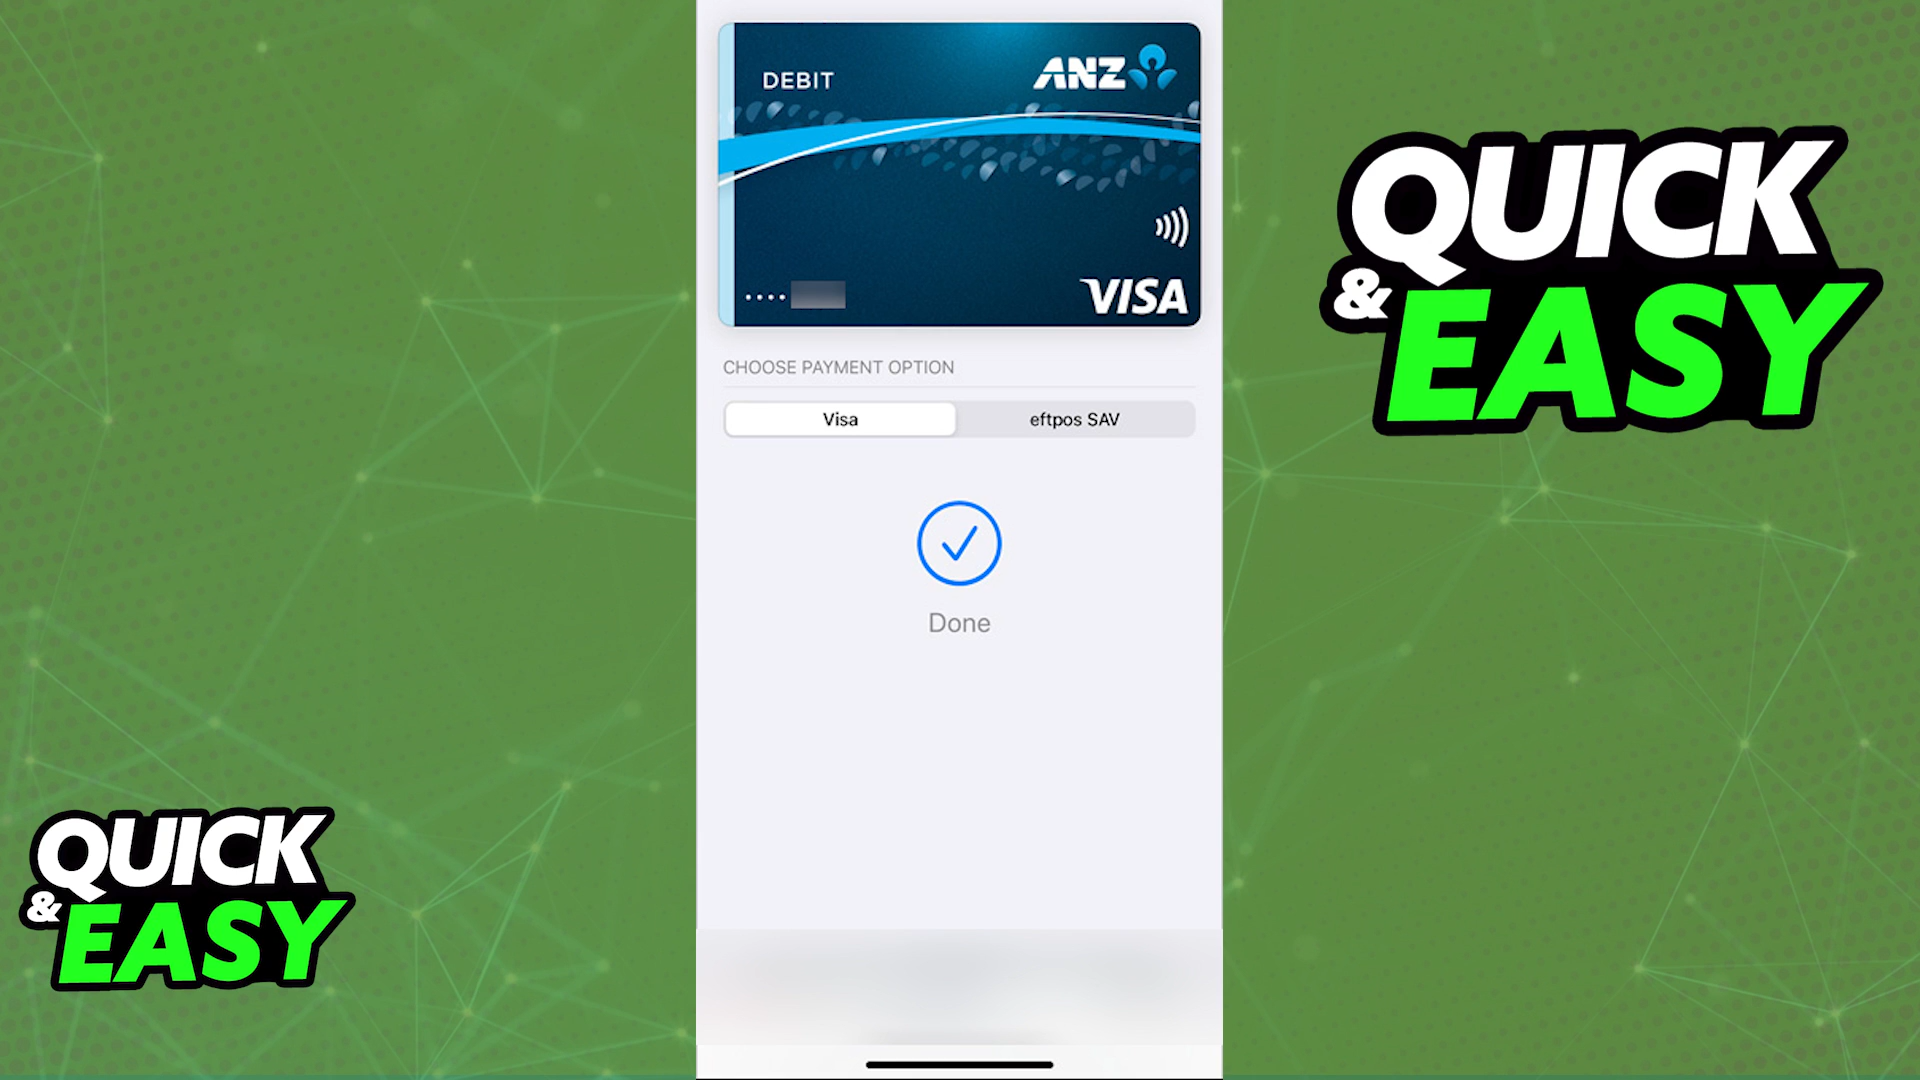 DEBIT
ANZ
••••
VISA
CHOOSE PAYMENT OPTION
Visa
eftpos SAV
Done
QUICK
& EASY
QUICK
& EASY